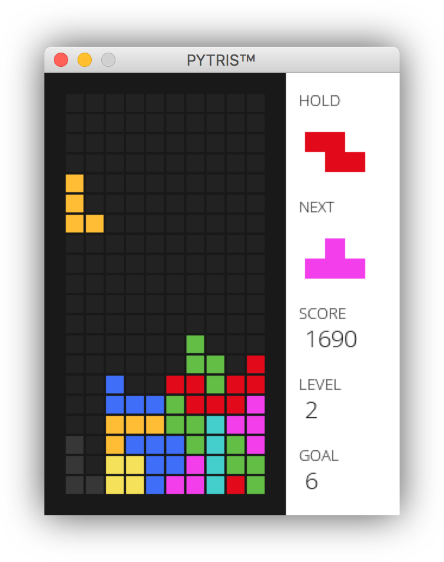 PYTRIS™
HOLD
NEXT
SCORE
1690
LEVEL
2
GOAL
6